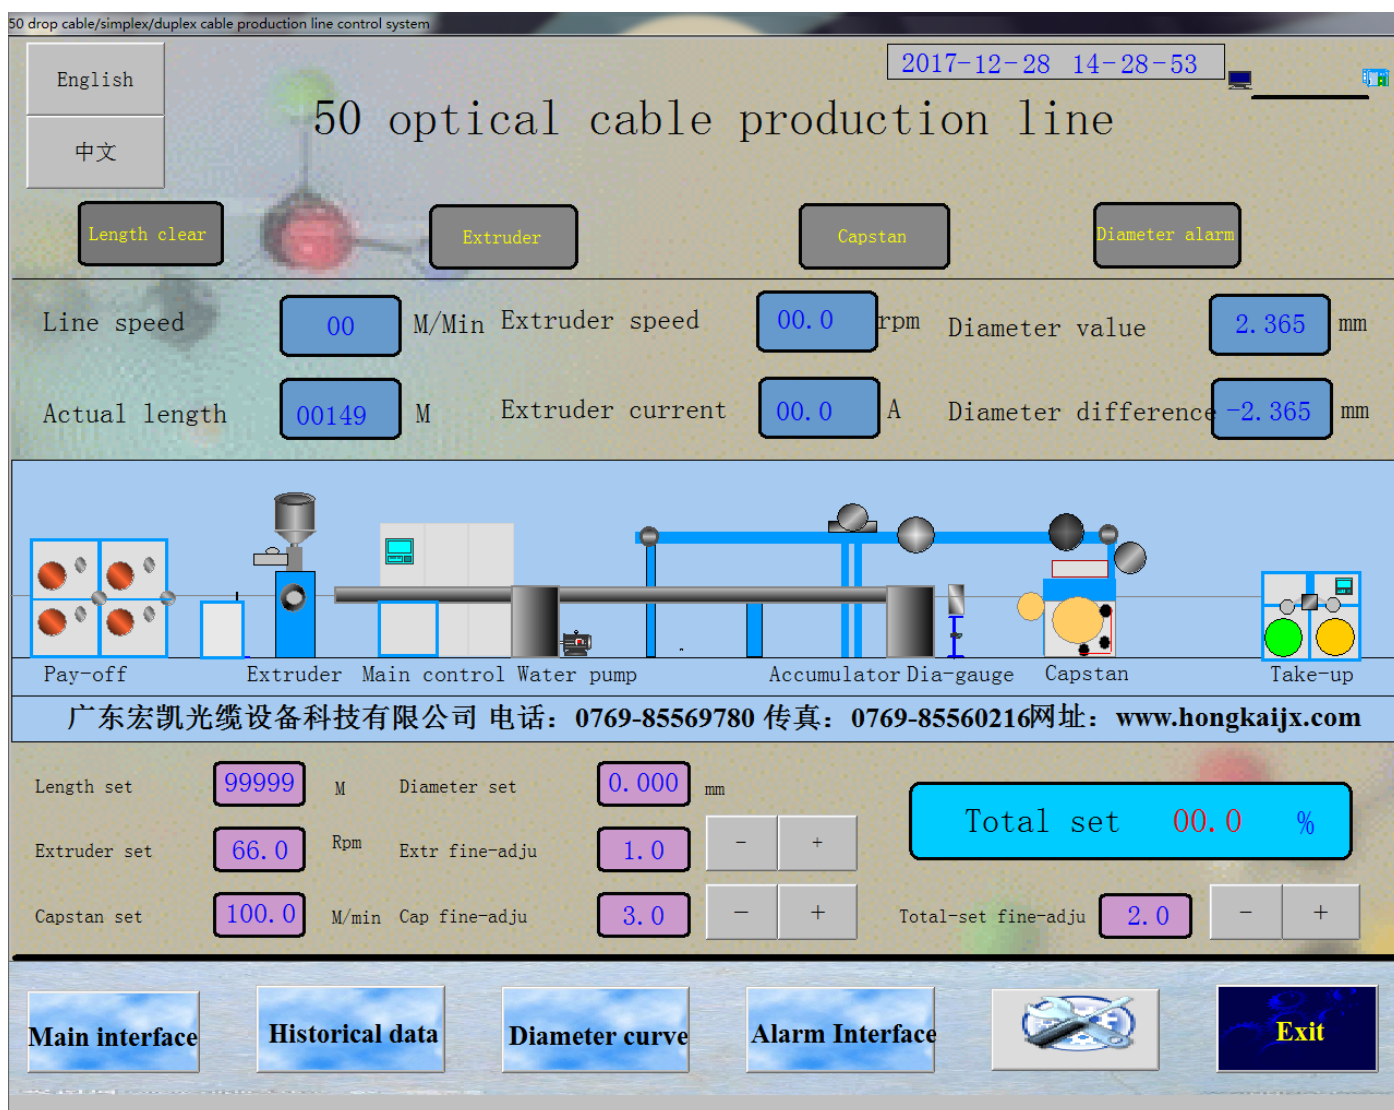 50 drop cable/simplex/duplex cable production line control system
English
2017-12-28 14-28-53
50 optical cable production line
中文
Length clear
Extruder
Capstan
Diameter alarm
Line speed 00 M/Min Extruder speed 00.0 rpm Diameter value 2.365 mm
Actual length 00149 M Extruder current 00.0 A Diameter difference -2.365 mm
Pay-off Extruder Main control Water pump Accumulator Dia-gauge Capstan Take-up
广东宏凯光缆设备科技有限公司 电话：0769-85569780 传真：0769-85560216网址：www.hongkaijx.com
Length set 99999 M Diameter set 0.000 mm
Total set 00.0 %
Extruder set 66.0 Rpm Extr fine-adju 1.0 - +
Capstan set 100.0 M/min Cap fine-adju 3.0 - + Total-set fine-adju 2.0 - +
Main interface Historical data Diameter curve Alarm Interface Exit